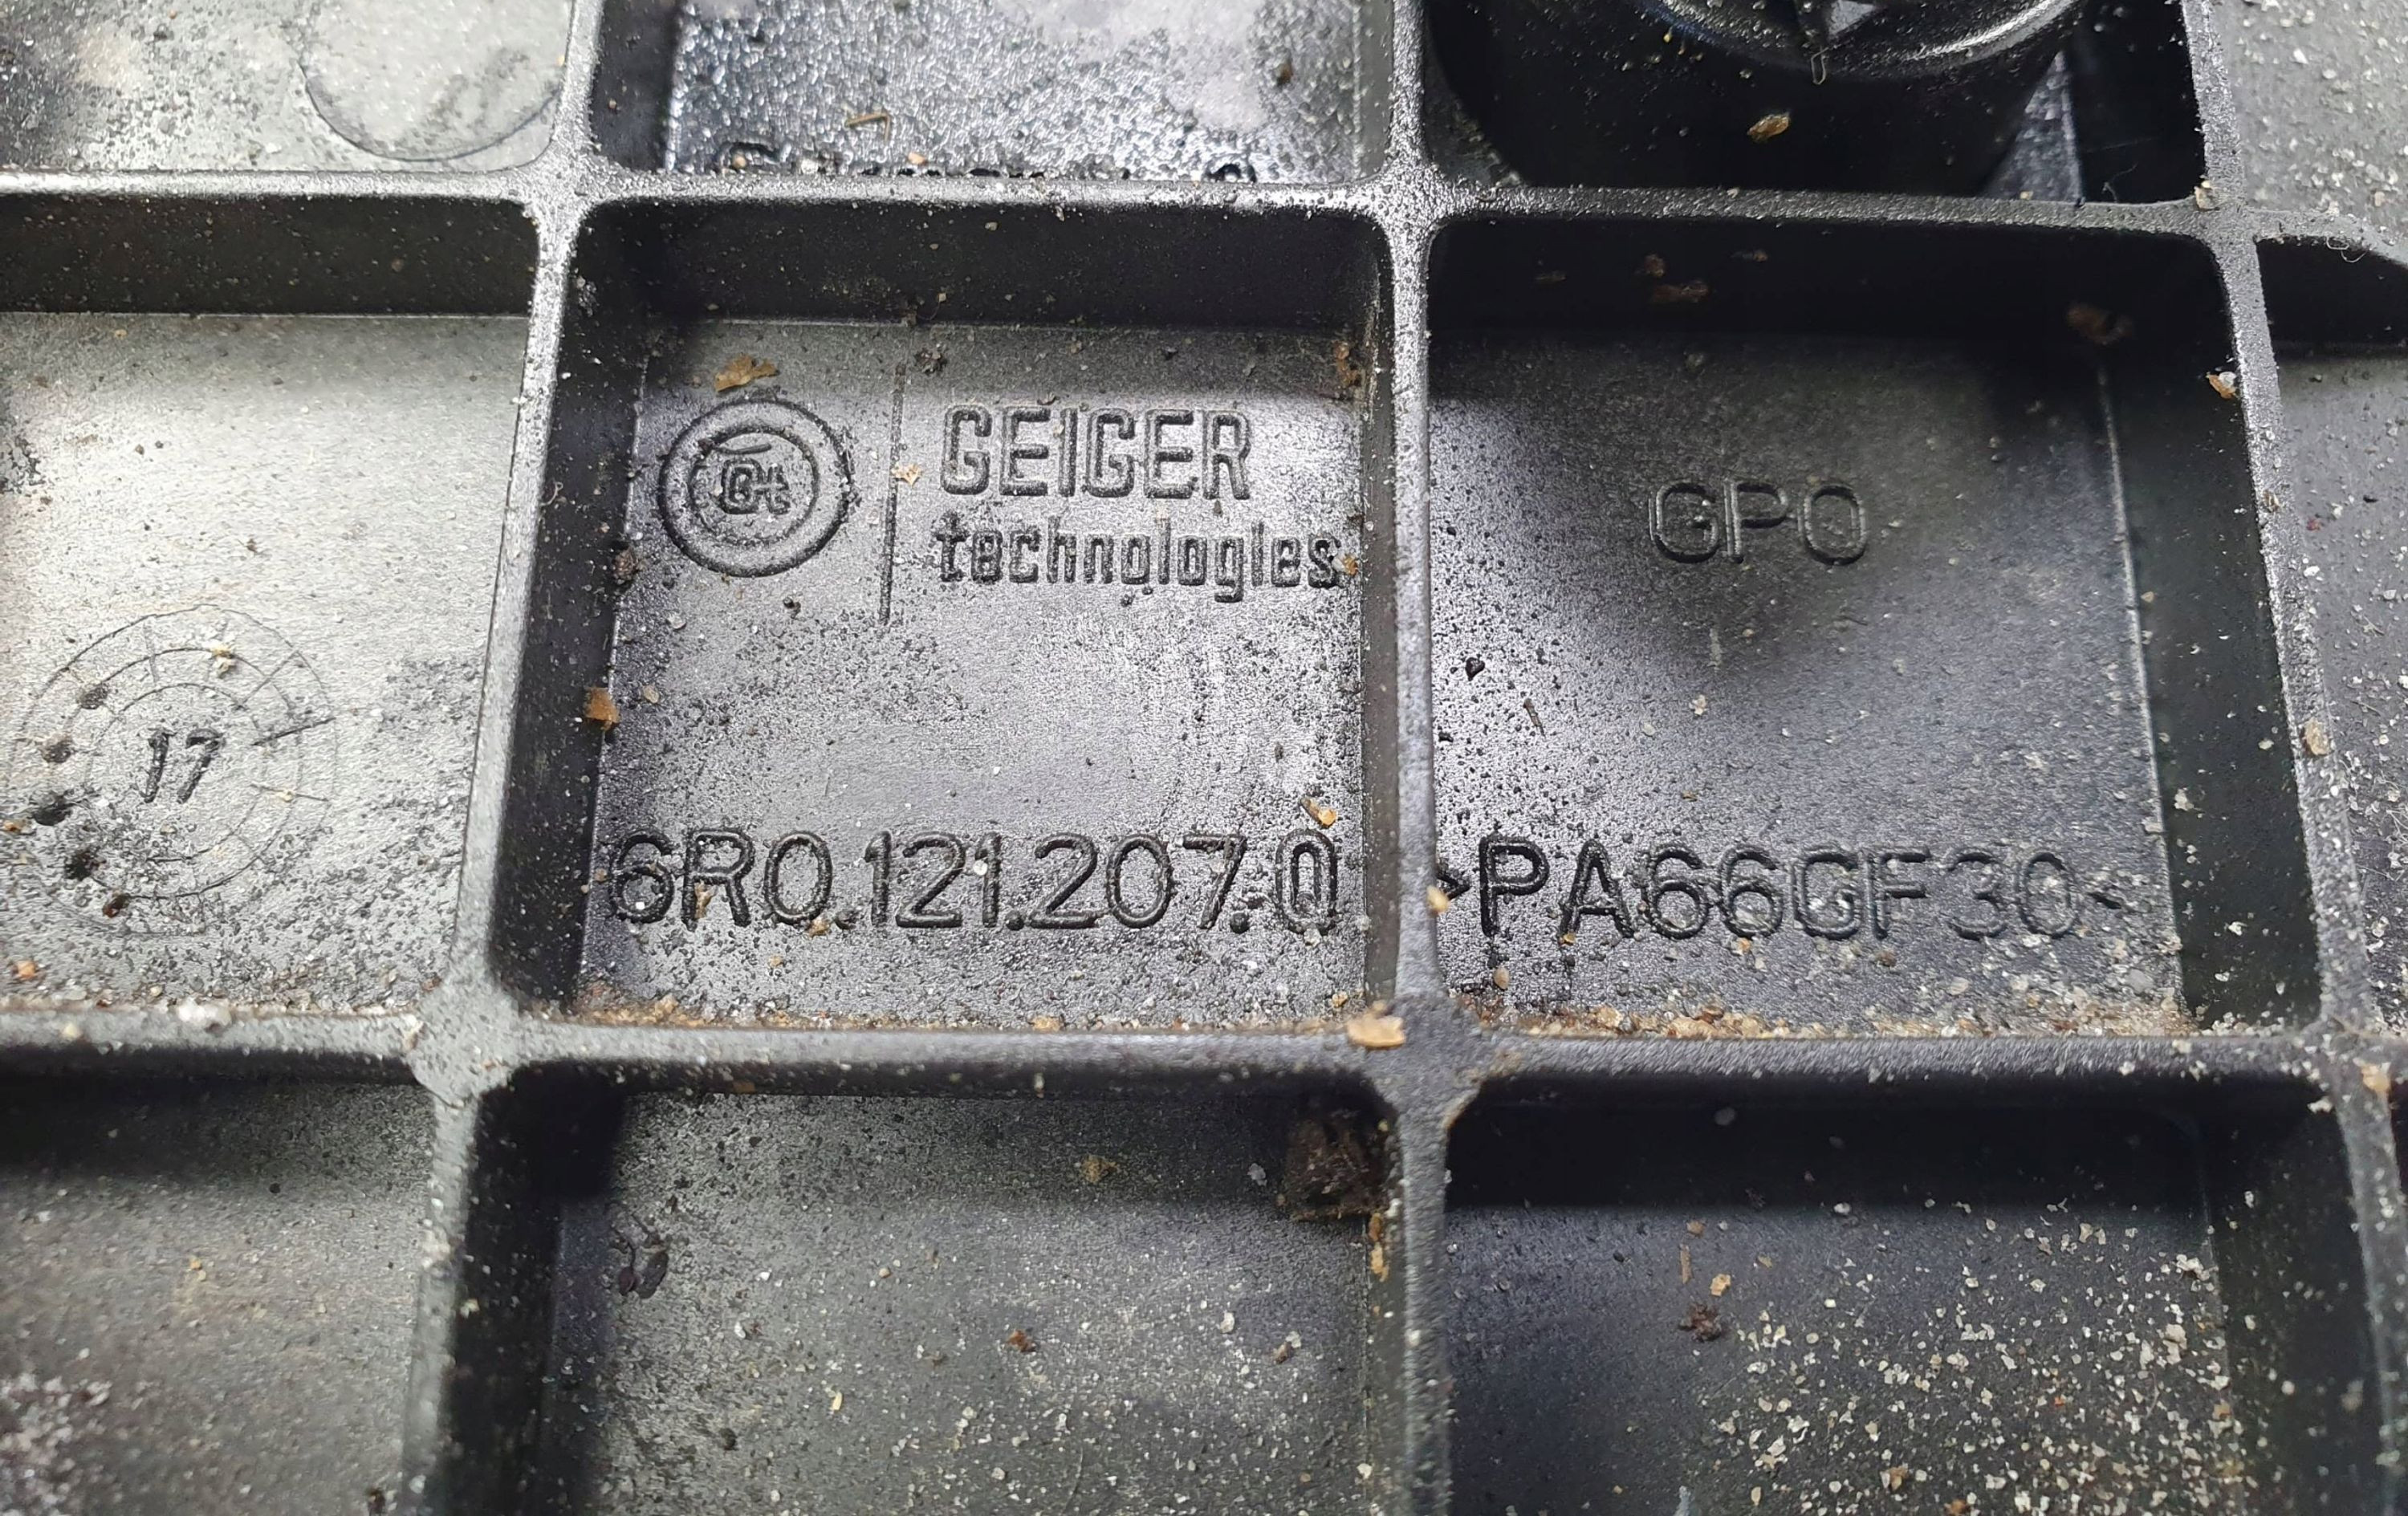 GEIGER
technologies
GPO
17
6R0.121.207.Q
>PA66GF30<